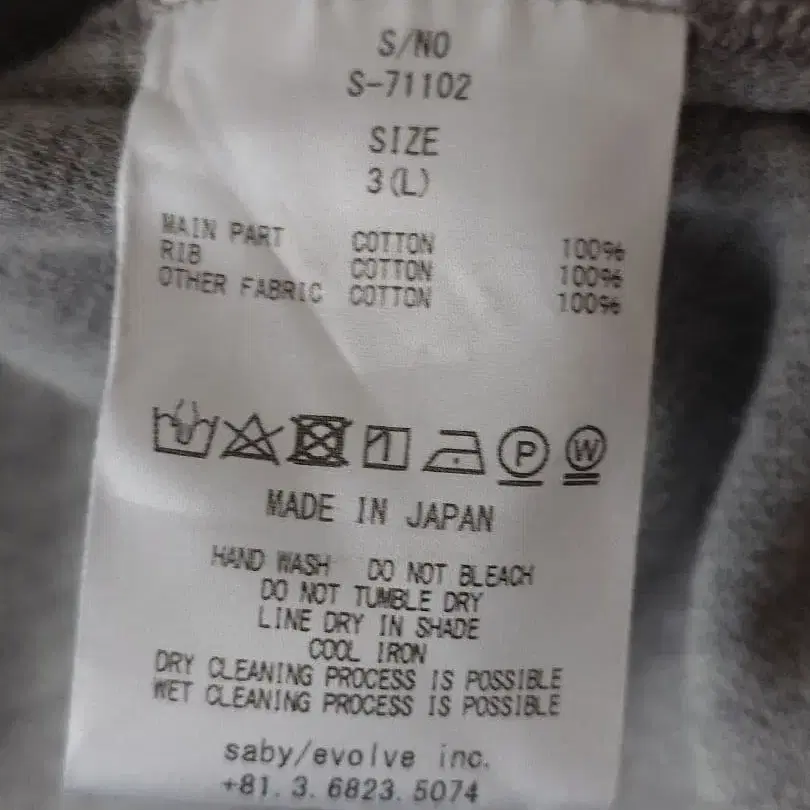 S/NO
S-71102
SIZE
3(L)
MAIN PART COTTON 100%
RIB COTTON 100%
OTHER FABRIC COTTON 100%
P W
MADE IN JAPAN
HAND WASH DO NOT BLEACH
DO NOT TUMBLE DRY
LINE DRY IN SHADE
COOL IRON
DRY CLEANING PROCESS IS POSSIBLE
WET CLEANING PROCESS IS POSSIBLE
saby/evolve inc.
+81.3.6823.5074